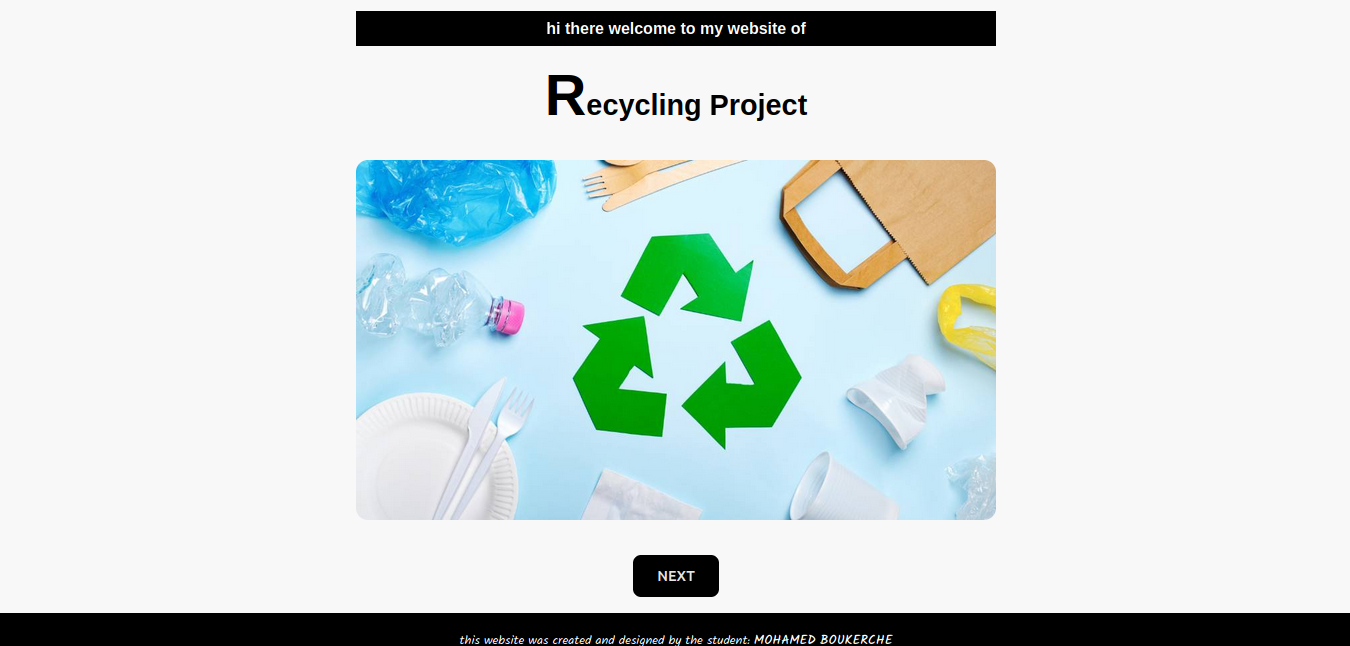 hi there welcome to my website of
Recycling Project
NEXT
this website was created and designed by the student: MOHAMED BOUKERCHE